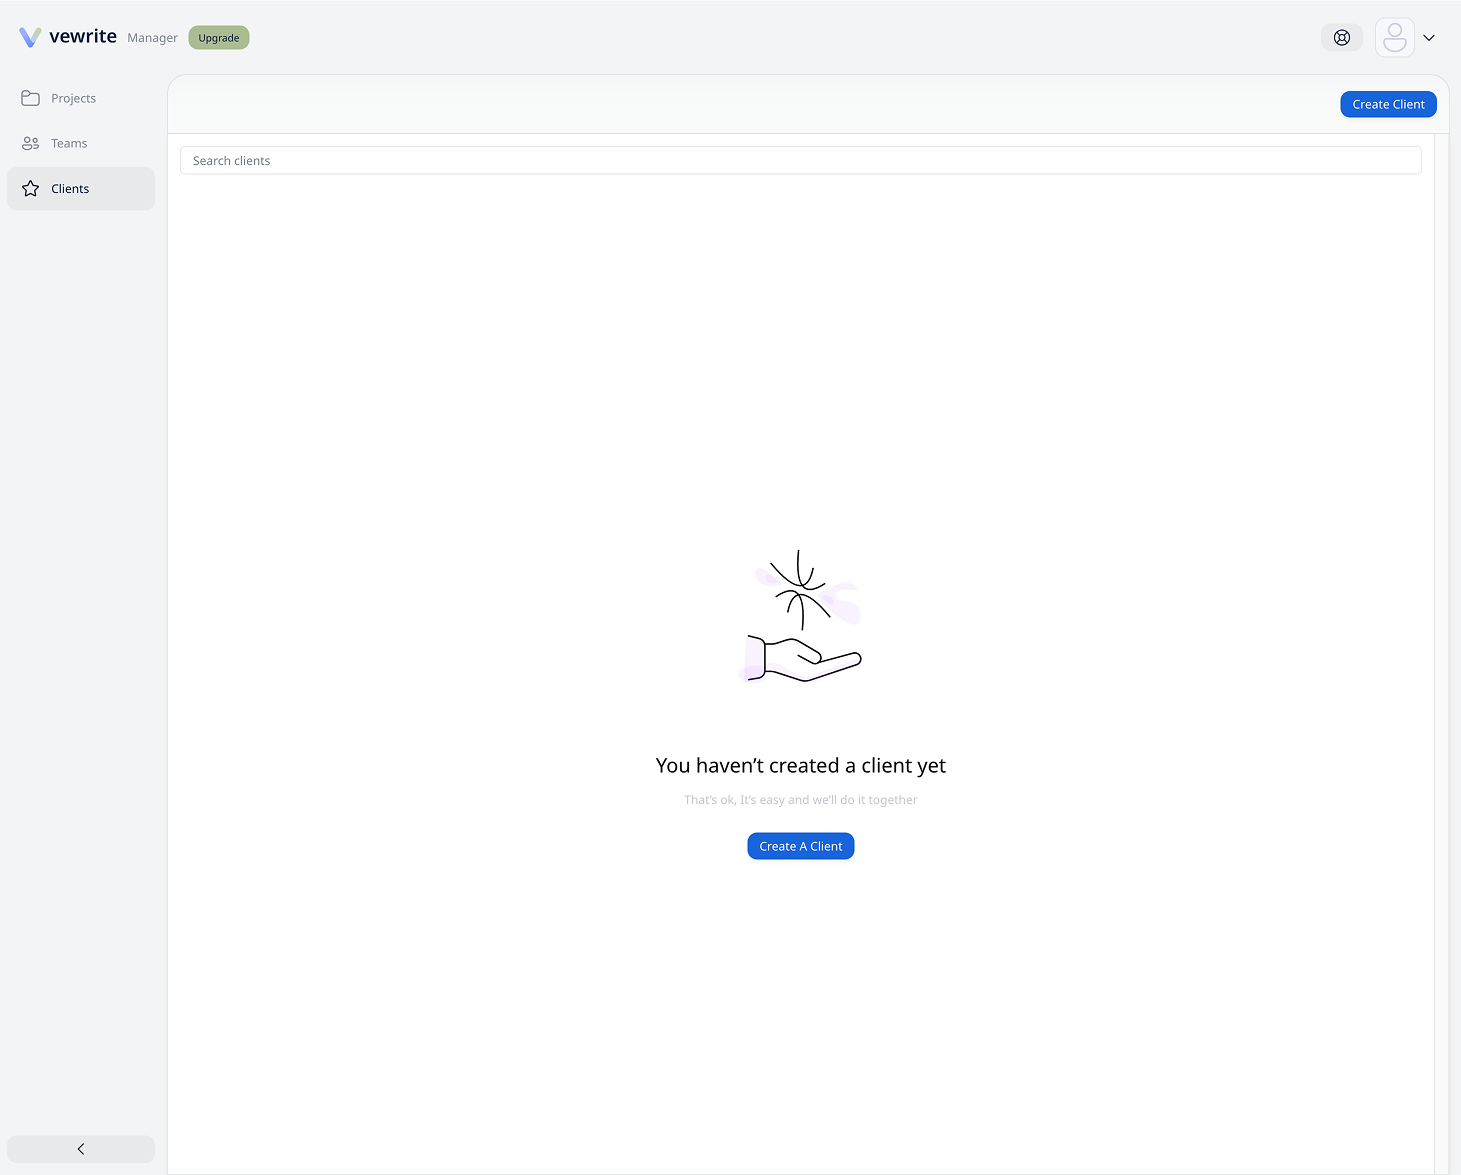 vewrite Manager Upgrade
Projects
Teams
Clients
Create Client
Search clients
You haven’t created a client yet
That’s ok, It’s easy and we’ll do it together
Create A Client